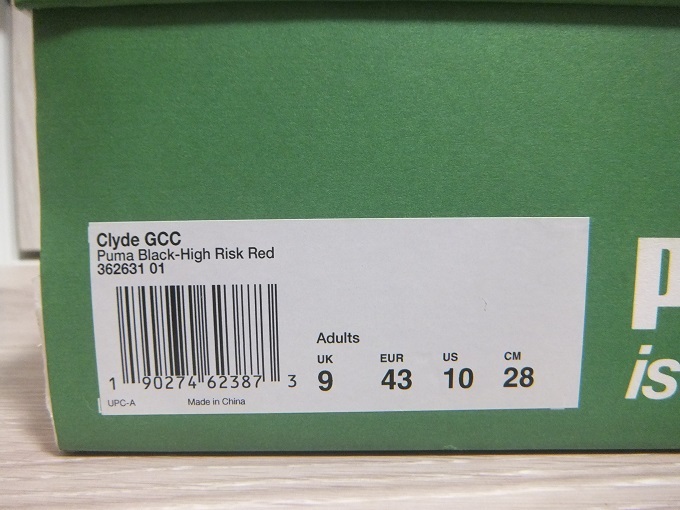 Clyde GCC
Puma Black-High Risk Red
362631 01
Adults
UK EUR US CM
9 43 10 28
1 90274 62387 3
UPC-A Made in China
is